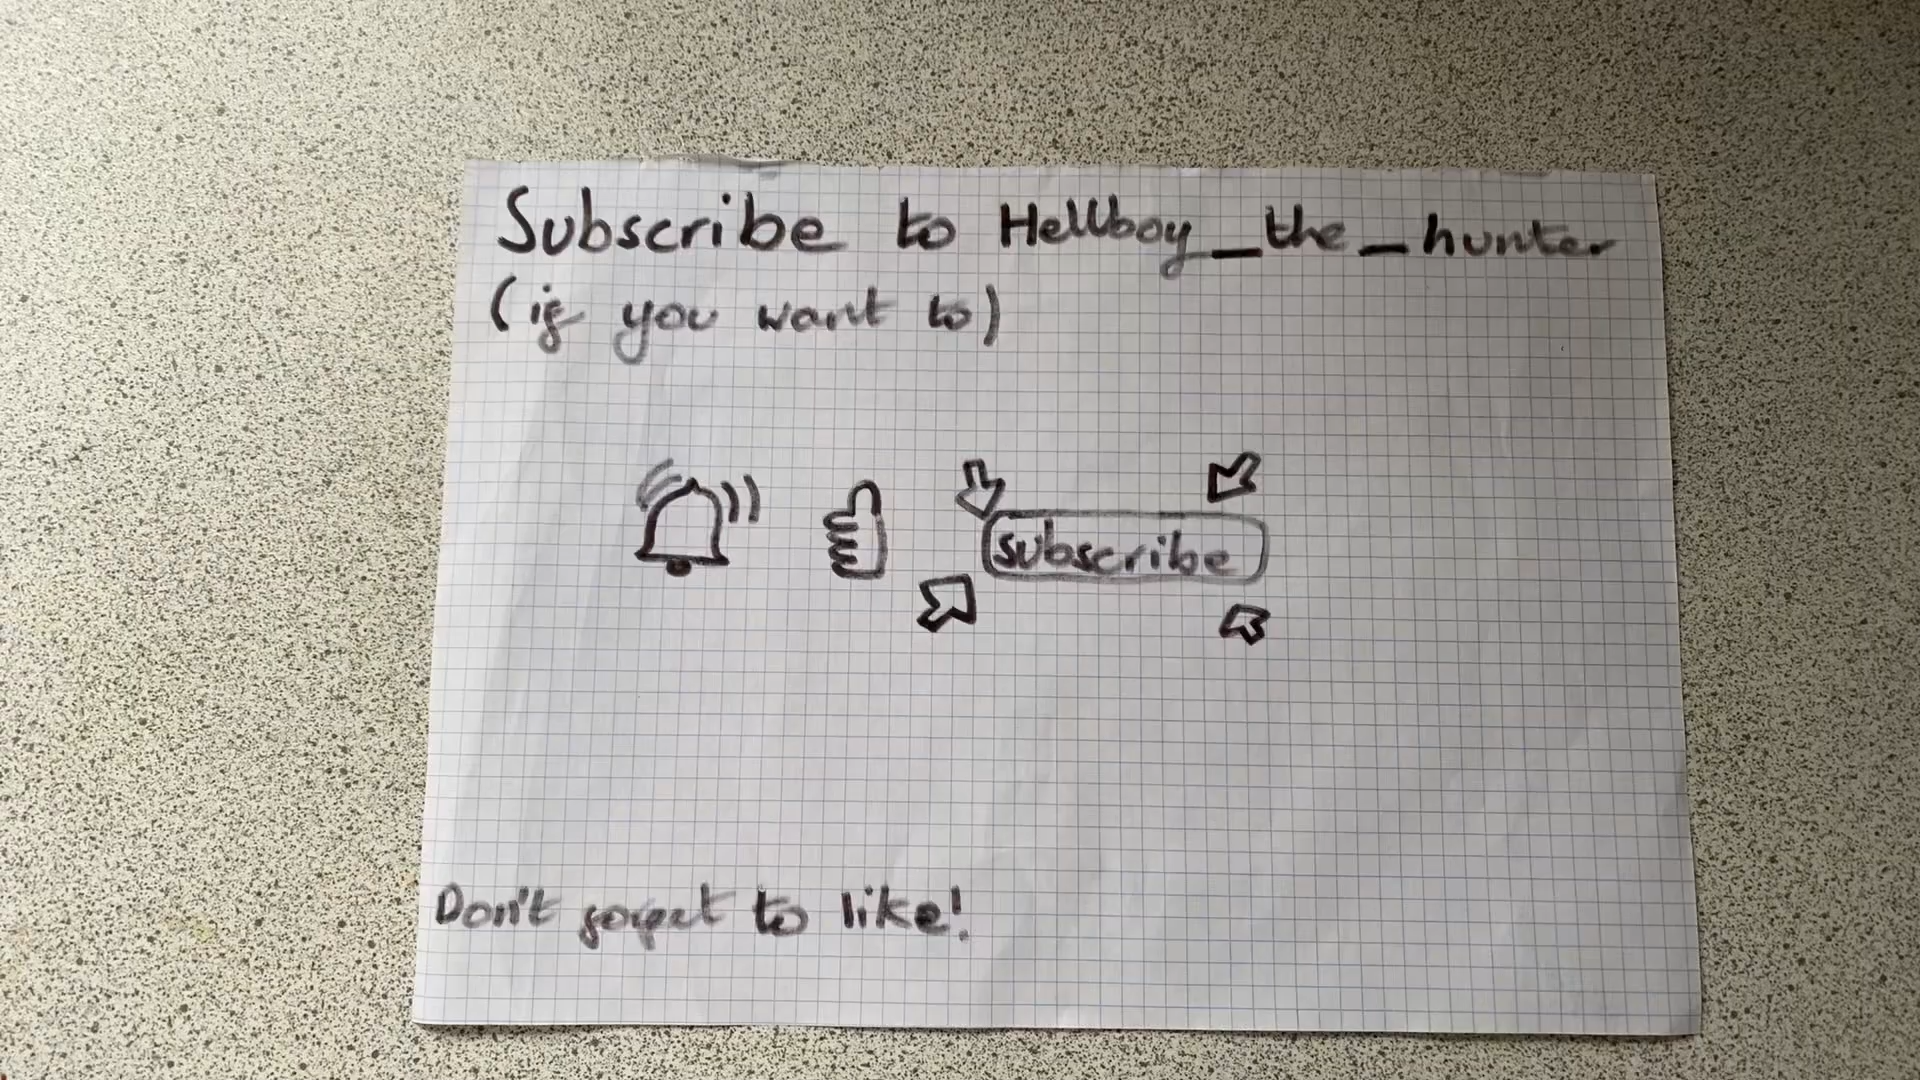 Subscribe to Hellboy_the_hunter
(if you want to)
subscribe
Don't forget to like!